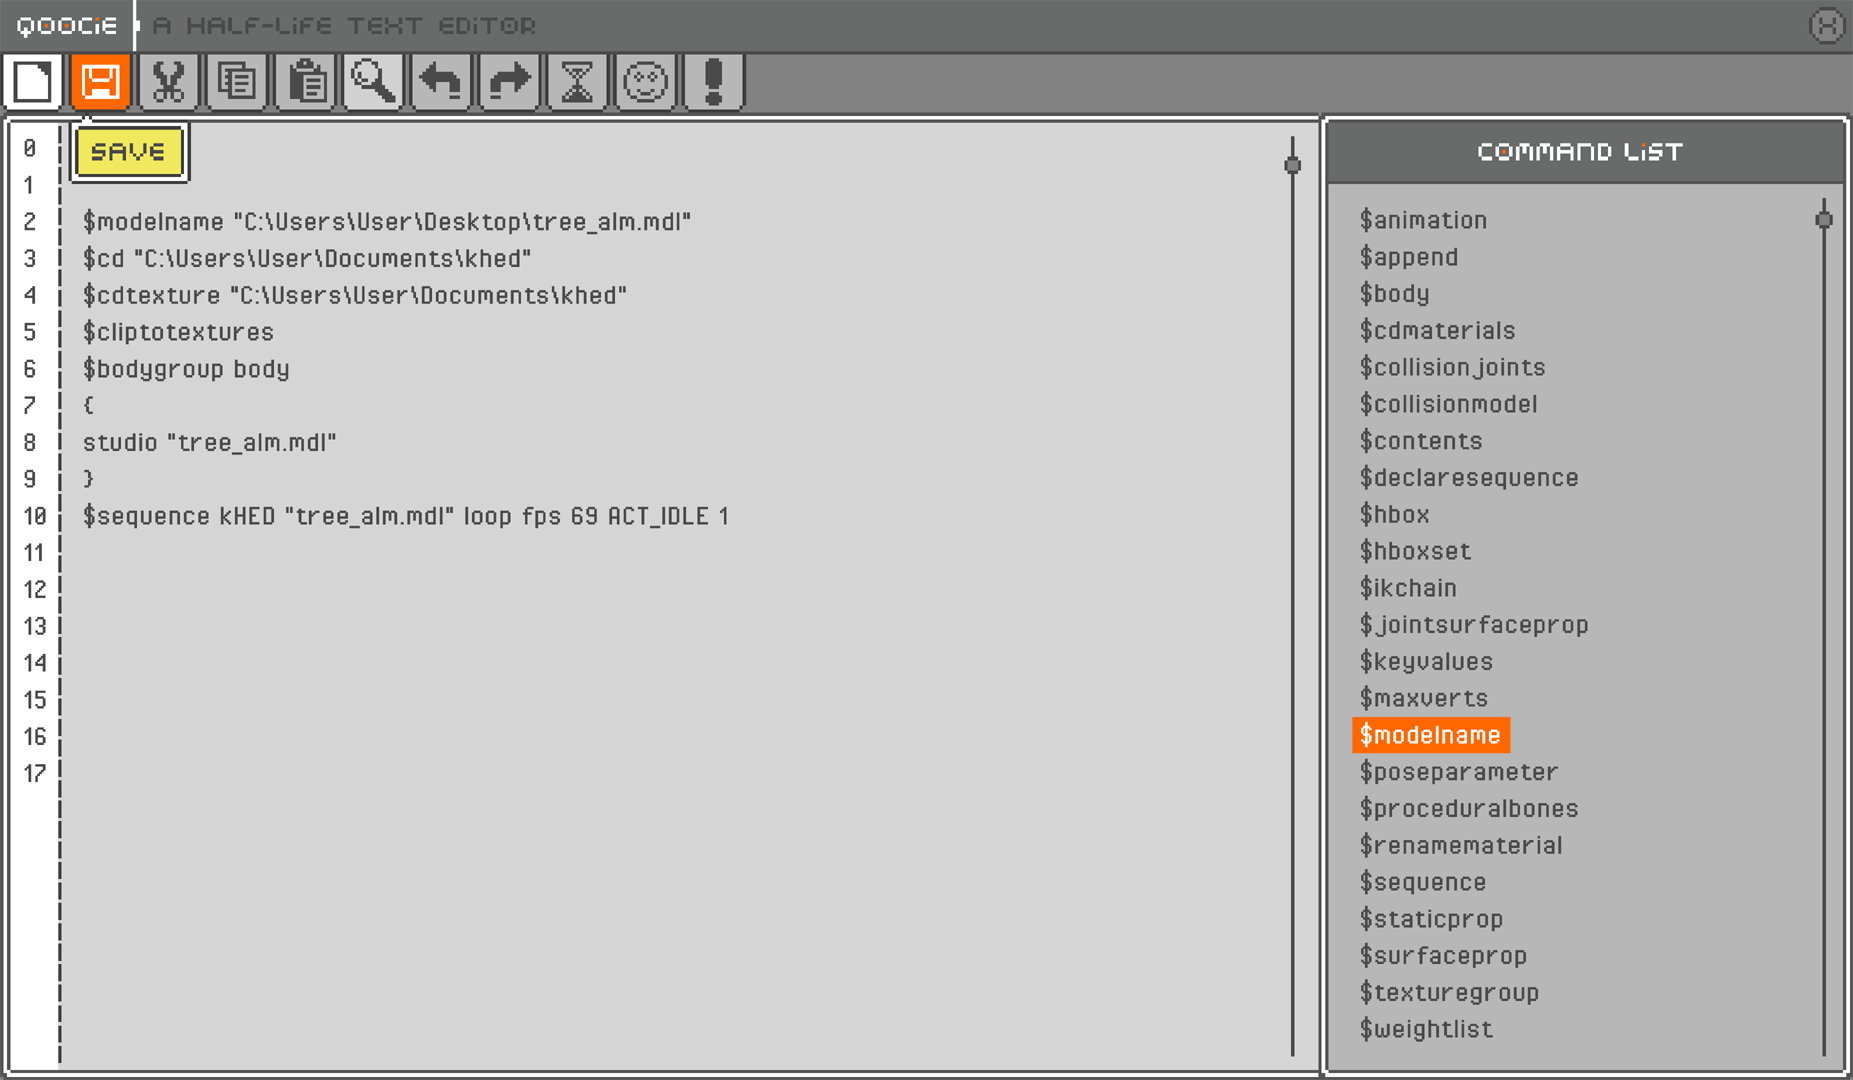 QOOCiE A HALF-LiFE TEXT EDiTOR
SAVE
0
1
2 $modelname "C:\Users\User\Desktop\tree_alm.mdl"
3 $cd "C:\Users\User\Documents\khed"
4 $cdtexture "C:\Users\User\Documents\khed"
5 $cliptotextures
6 $bodygroup body
7 {
8 studio "tree_alm.mdl"
9 }
10 $sequence kHED "tree_alm.mdl" loop fps 69 ACT_IDLE 1
11
12
13
14
15
16
17
COMMAND LiST
$animation
$append
$body
$cdmaterials
$collisionjoints
$collisionmodel
$contents
$declaresequence
$hbox
$hboxset
$ikchain
$jointsurfaceprop
$keyvalues
$maxverts
$modelname
$poseparameter
$proceduralbones
$renamematerial
$sequence
$staticprop
$surfaceprop
$texturegroup
$weightlist